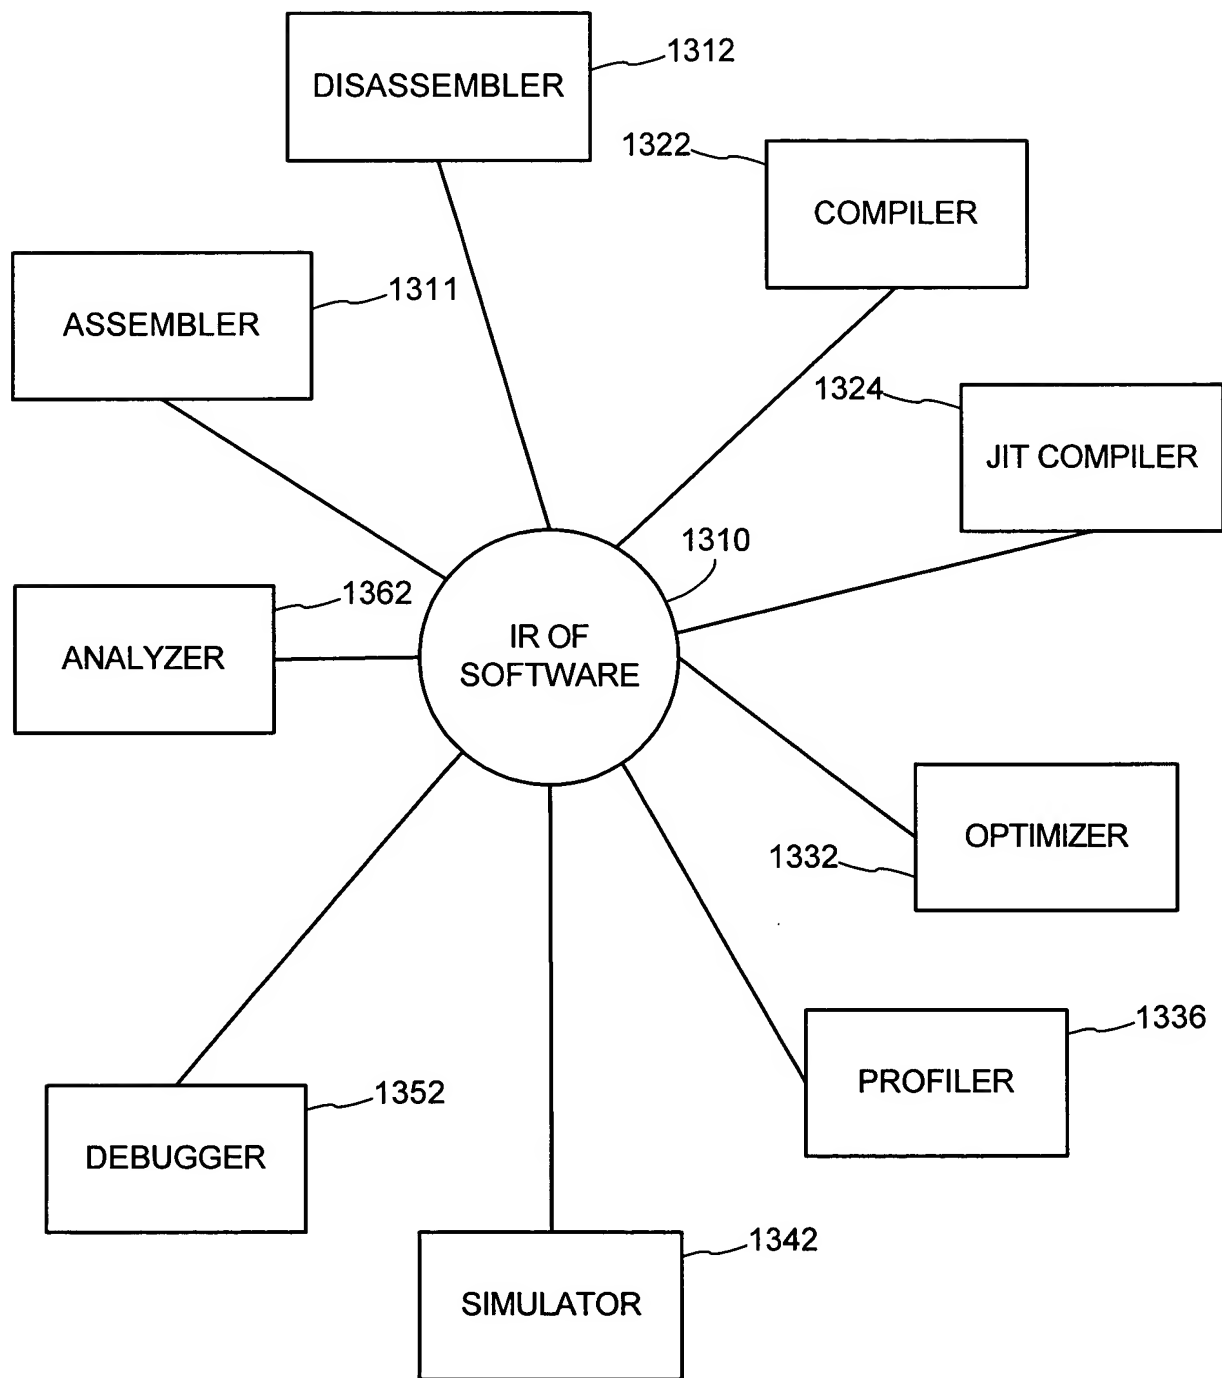 DISASSEMBLER
1312
1322
COMPILER
ASSEMBLER
1311
1324
JIT COMPILER
1310
IR OF
SOFTWARE
1362
ANALYZER
OPTIMIZER
1332
1336
PROFILER
1352
DEBUGGER
1342
SIMULATOR